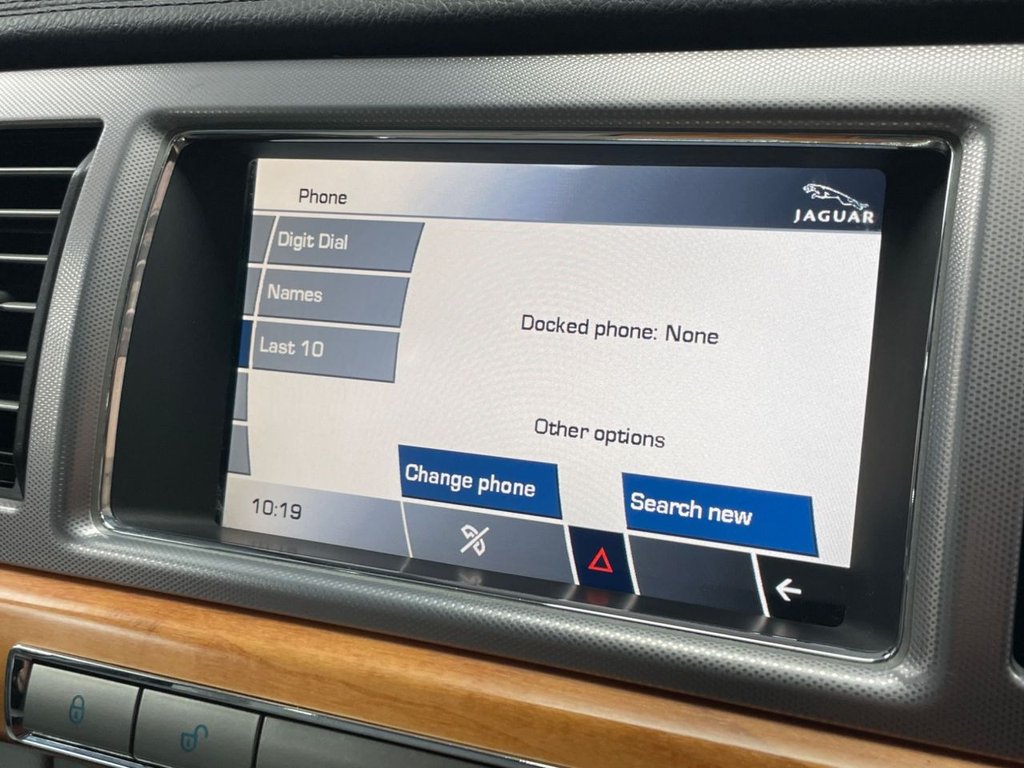 Phone
JAGUAR
Digit Dial
Names
Last 10
Docked phone: None
Other options
Change phone
Search new
10:19